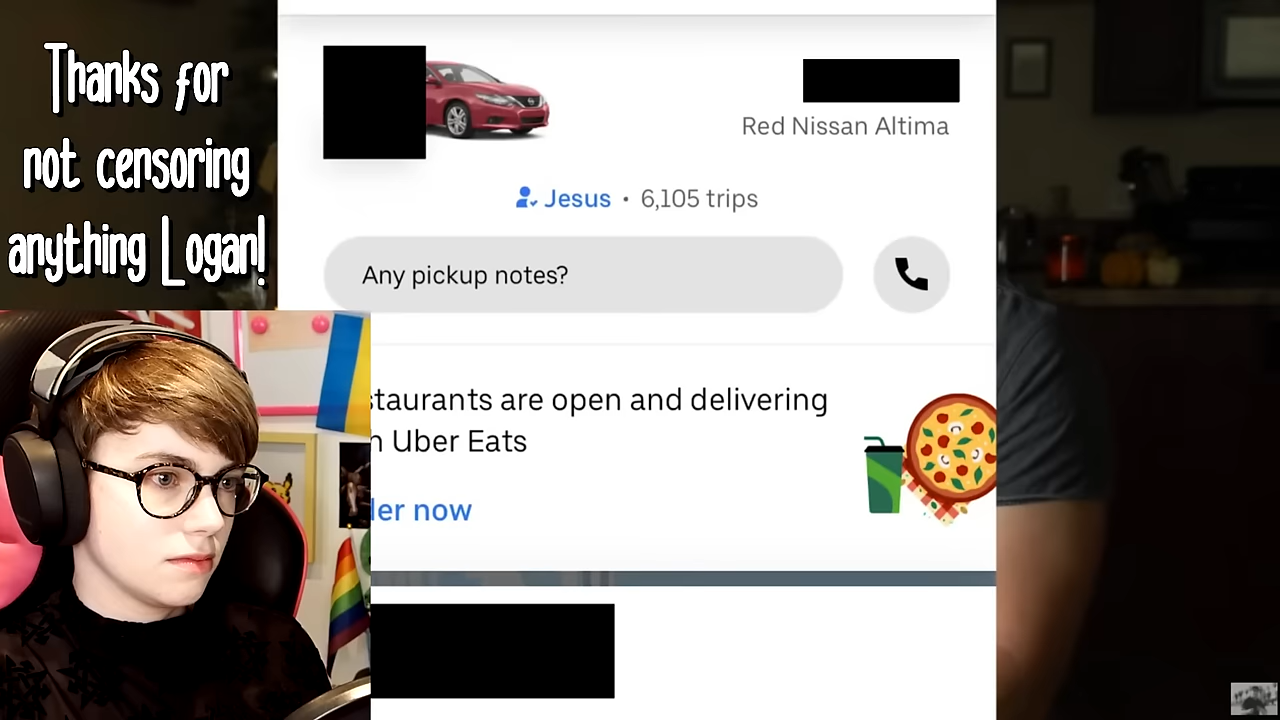 Thanks for
not censoring
anything Logan!
Red Nissan Altima
Jesus • 6,105 trips
Any pickup notes?
staurants are open and delivering
n Uber Eats
der now